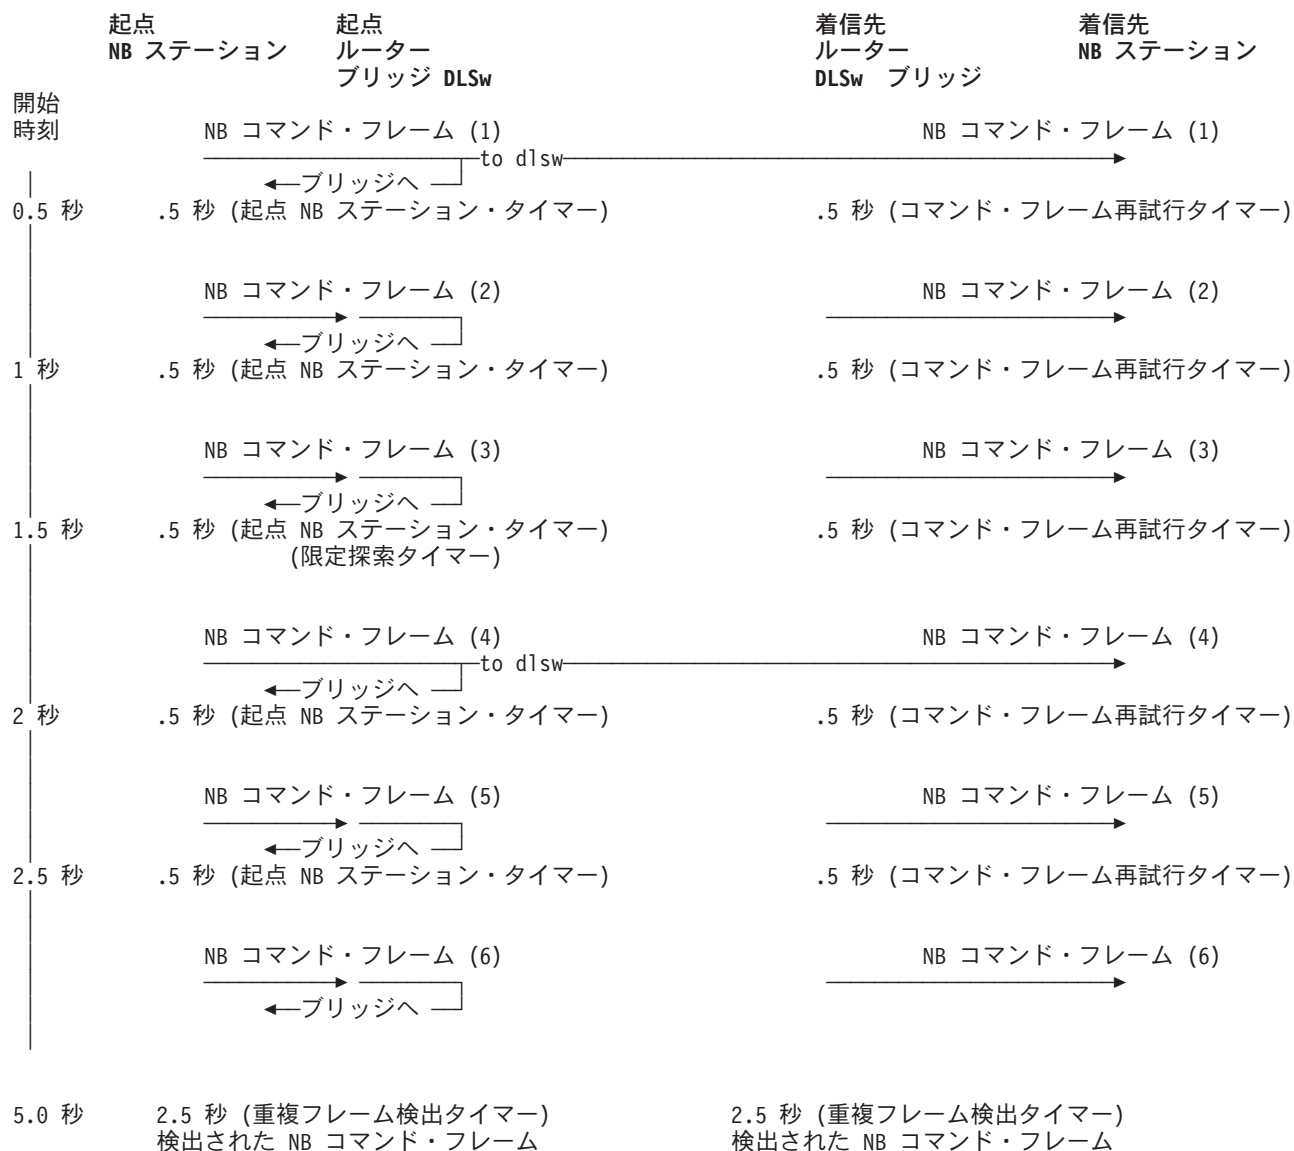 起点 起点 着信先 着信先
NB ステーション ルーター ルーター NB ステーション
ブリッジ DLSw DLSw ブリッジ
開始
時刻 NB コマンド・フレーム (1) NB コマンド・フレーム (1)
to dlsw
ブリッジへ
0.5 秒 .5 秒 (起点 NB ステーション・タイマー) .5 秒 (コマンド・フレーム再試行タイマー)
NB コマンド・フレーム (2) NB コマンド・フレーム (2)
ブリッジへ
1 秒 .5 秒 (起点 NB ステーション・タイマー) .5 秒 (コマンド・フレーム再試行タイマー)
NB コマンド・フレーム (3) NB コマンド・フレーム (3)
ブリッジへ
1.5 秒 .5 秒 (起点 NB ステーション・タイマー) .5 秒 (コマンド・フレーム再試行タイマー)
(限定探索タイマー)
NB コマンド・フレーム (4) NB コマンド・フレーム (4)
to dlsw
ブリッジへ
2 秒 .5 秒 (起点 NB ステーション・タイマー) .5 秒 (コマンド・フレーム再試行タイマー)
NB コマンド・フレーム (5) NB コマンド・フレーム (5)
ブリッジへ
2.5 秒 .5 秒 (起点 NB ステーション・タイマー) .5 秒 (コマンド・フレーム再試行タイマー)
NB コマンド・フレーム (6) NB コマンド・フレーム (6)
ブリッジへ
5.0 秒 2.5 秒 (重複フレーム検出タイマー) 2.5 秒 (重複フレーム検出タイマー)
検出された NB コマンド・フレーム 検出された NB コマンド・フレーム